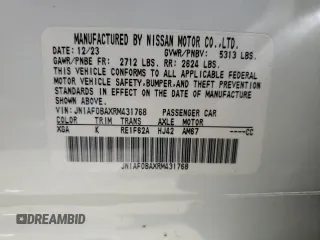 MANUFACTURED BY NISSAN MOTOR CO.,LTD.
DATE: 12/23 GVWR/PNBV: 5313 LBS.
GAWR/PNBE FR: 2712 LBS. RR: 2624 LBS.
THIS VEHICLE CONFORMS TO ALL APPLICABLE FEDERAL
MOTOR VEHICLE SAFETY, BUMPER, AND THEFT PREVENTION
STANDARDS IN EFFECT ON THE DATE OF MANUFACTURE
SHOWN ABOVE.
VIN: JN1AF0BAXRM431768 PASSENGER CAR
COLOR TRIM TRANS AXLE MOTOR
XGA K RE1F62A HJ42 AM67 ----CC
JN1AF0BAXRM431768